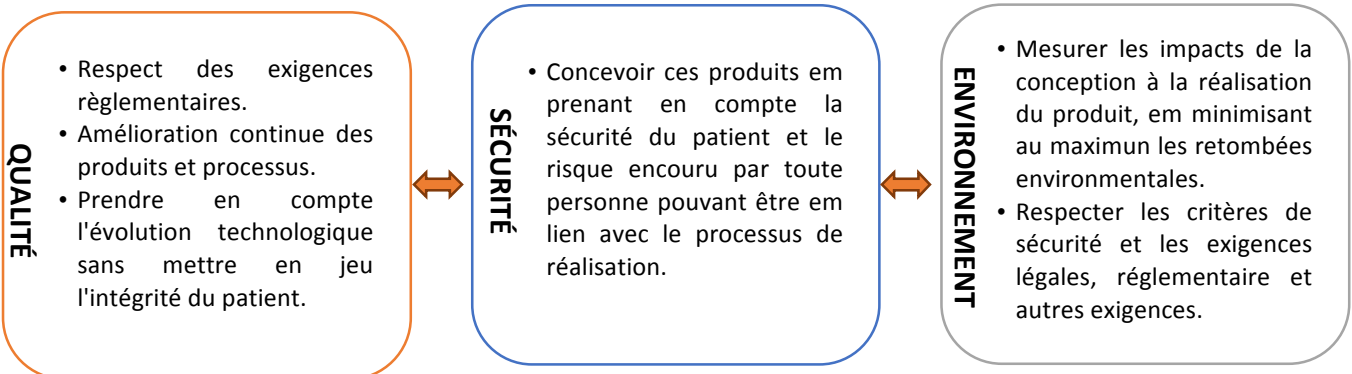 QUALITÉ
• Respect des exigences
règlementaires.
• Amélioration continue des
produits et processus.
• Prendre en compte
l'évolution technologique
sans mettre en jeu
l'intégrité du patient.
SÉCURITÉ
• Concevoir ces produits em
prenant en compte la
sécurité du patient et le
risque encouru par toute
personne pouvant être em
lien avec le processus de
réalisation.
ENVIRONNEMENT
• Mesurer les impacts de la
conception à la réalisation
du produit, em minimisant
au maximun les retombées
environmentales.
• Respecter les critères de
sécurité et les exigences
légales, réglementaire et
autres exigences.